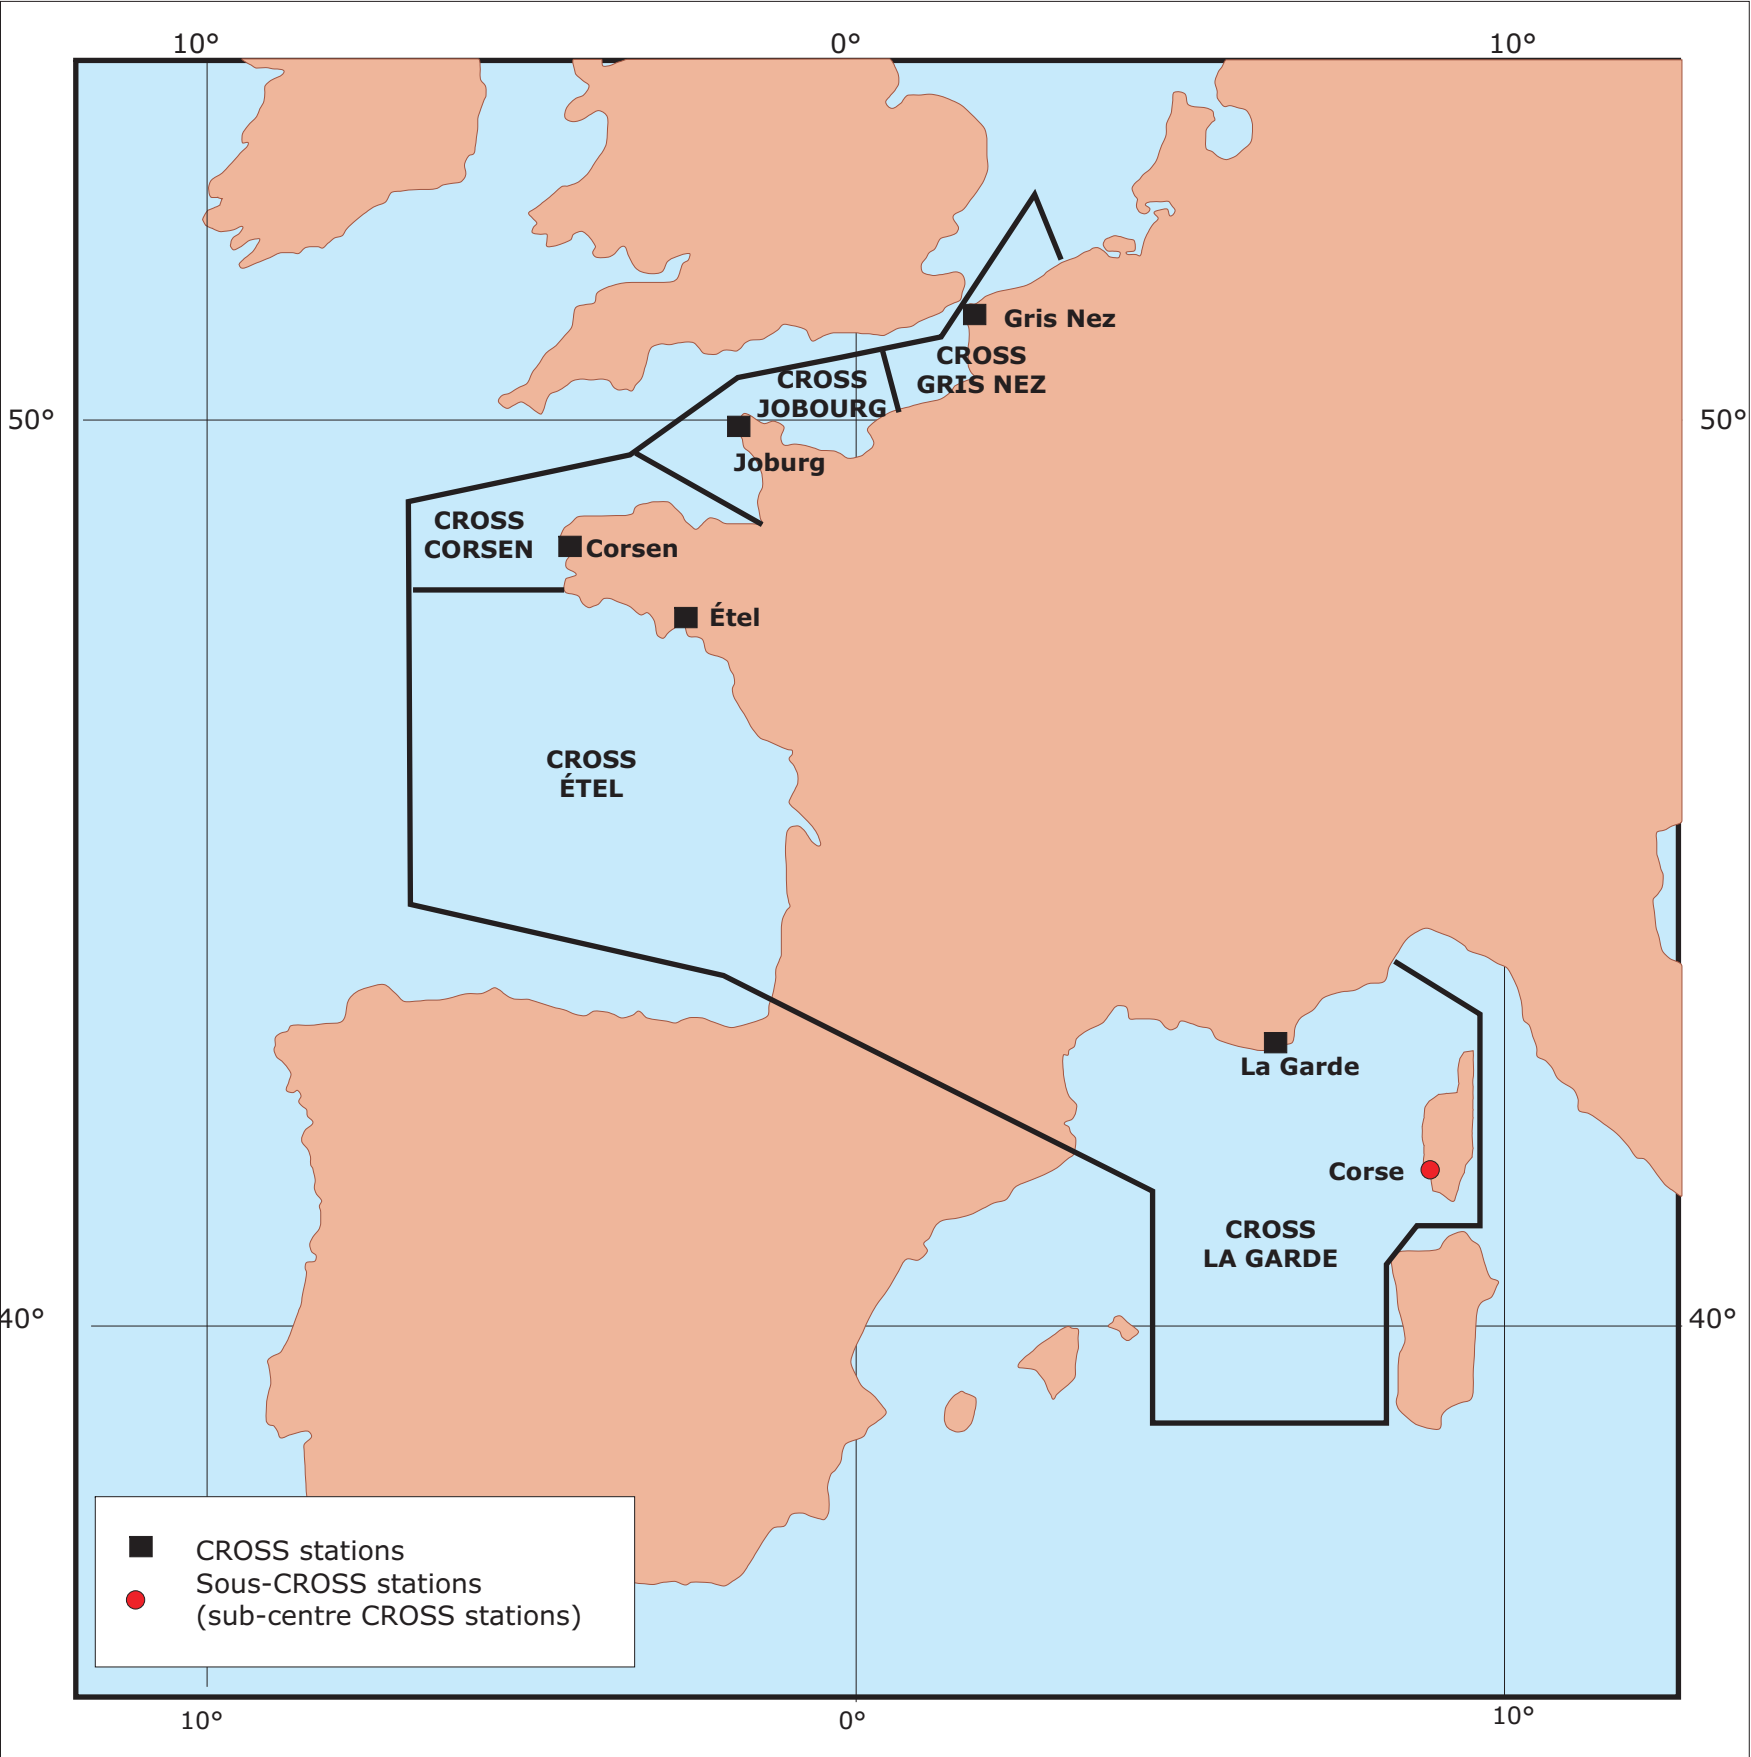 10°
0°
10°
Gris Nez
CROSS
GRIS NEZ
CROSS
JOBOURG
50°
50°
Joburg
CROSS
CORSEN
Corsen
Étel
CROSS
ÉTEL
La Garde
Corse
CROSS
LA GARDE
40°
40°
CROSS stations
Sous-CROSS stations
(sub-centre CROSS stations)
10°
0°
10°